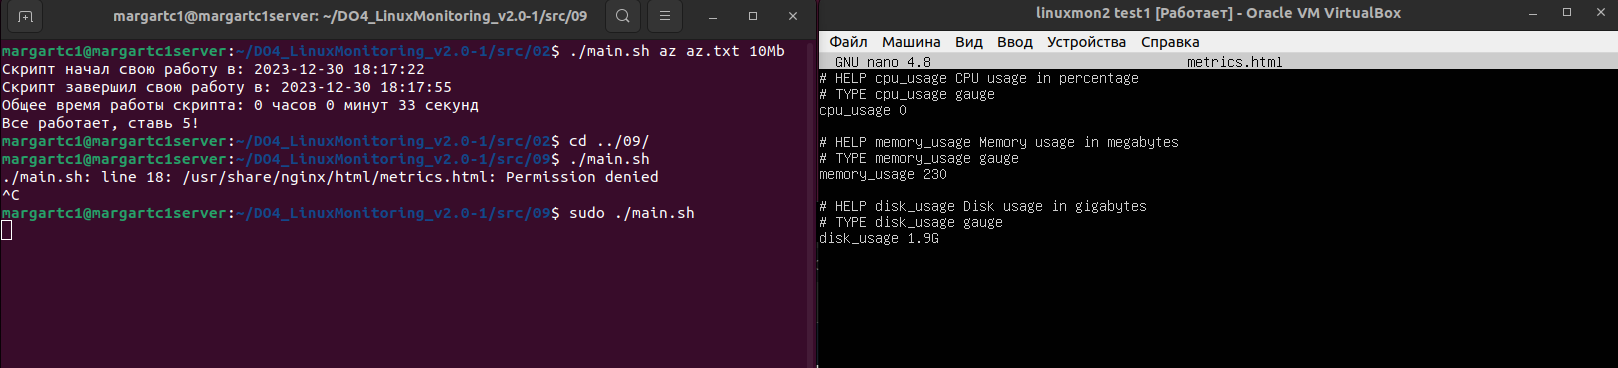 margartc1@margartc1server: ~/DO4_LinuxMonitoring_v2.0-1/src/09
margartc1@margartc1server:~/DO4_LinuxMonitoring_v2.0-1/src/02$ ./main.sh az az.txt 10Mb
Скрипт начал свою работу в: 2023-12-30 18:17:22
Скрипт завершил свою работу в: 2023-12-30 18:17:55
Общее время работы скрипта: 0 часов 0 минут 33 секунд
Все работает, ставь 5!
margartc1@margartc1server:~/DO4_LinuxMonitoring_v2.0-1/src/02$ cd ../09/
margartc1@margartc1server:~/DO4_LinuxMonitoring_v2.0-1/src/09$ ./main.sh
./main.sh: line 18: /usr/share/nginx/html/metrics.html: Permission denied
^C
margartc1@margartc1server:~/DO4_LinuxMonitoring_v2.0-1/src/09$ sudo ./main.sh
linuxmon2 test1 [Работает] - Oracle VM VirtualBox
Файл Машина Вид Ввод Устройства Справка
GNU nano 4.8 metrics.html
# HELP cpu_usage CPU usage in percentage
# TYPE cpu_usage gauge
cpu_usage 0
# HELP memory_usage Memory usage in megabytes
# TYPE memory_usage gauge
memory_usage 230
# HELP disk_usage Disk usage in gigabytes
# TYPE disk_usage gauge
disk_usage 1.9G